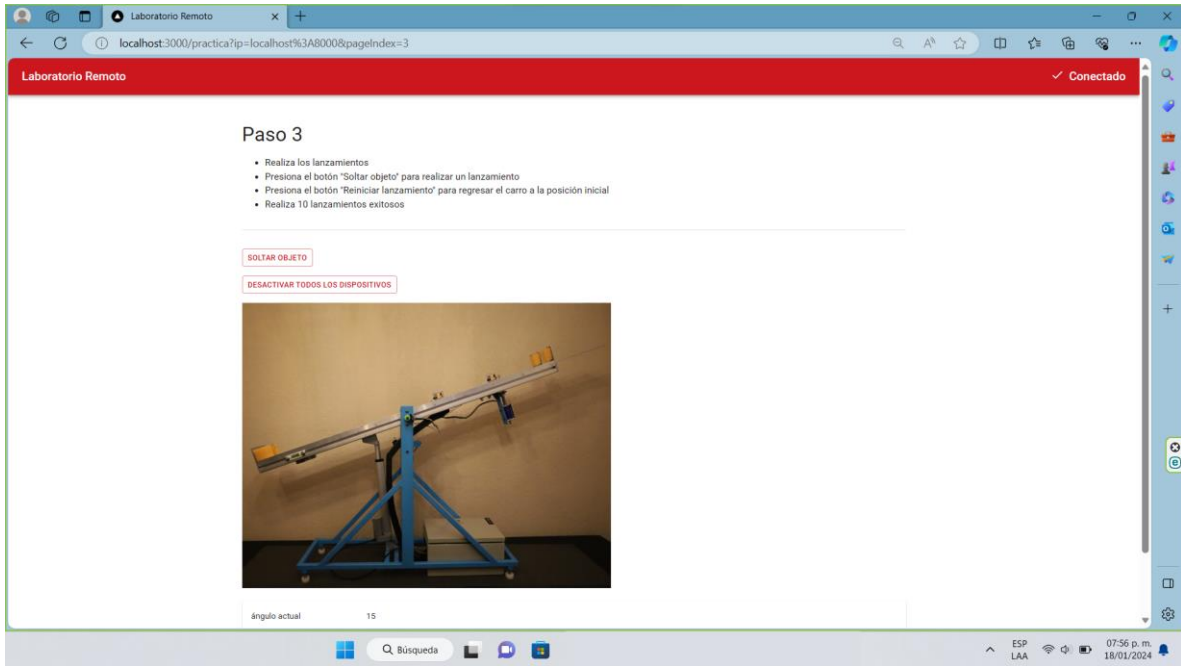 Laboratorio Remoto
localhost:3000/practica?ip=localhost%3A8000&pageIndex=3
Laboratorio Remoto
Conectado
Paso 3
Realiza los lanzamientos
Presiona el botón "Soltar objeto" para realizar un lanzamiento
Presiona el botón "Reiniciar lanzamiento" para regresar el carro a la posición inicial
Realiza 10 lanzamientos exitosos
SOLTAR OBJETO
DESACTIVAR TODOS LOS DISPOSITIVOS
ángulo actual 15
Búsqueda
ESP
LAA
07:56 p. m.
18/01/2024